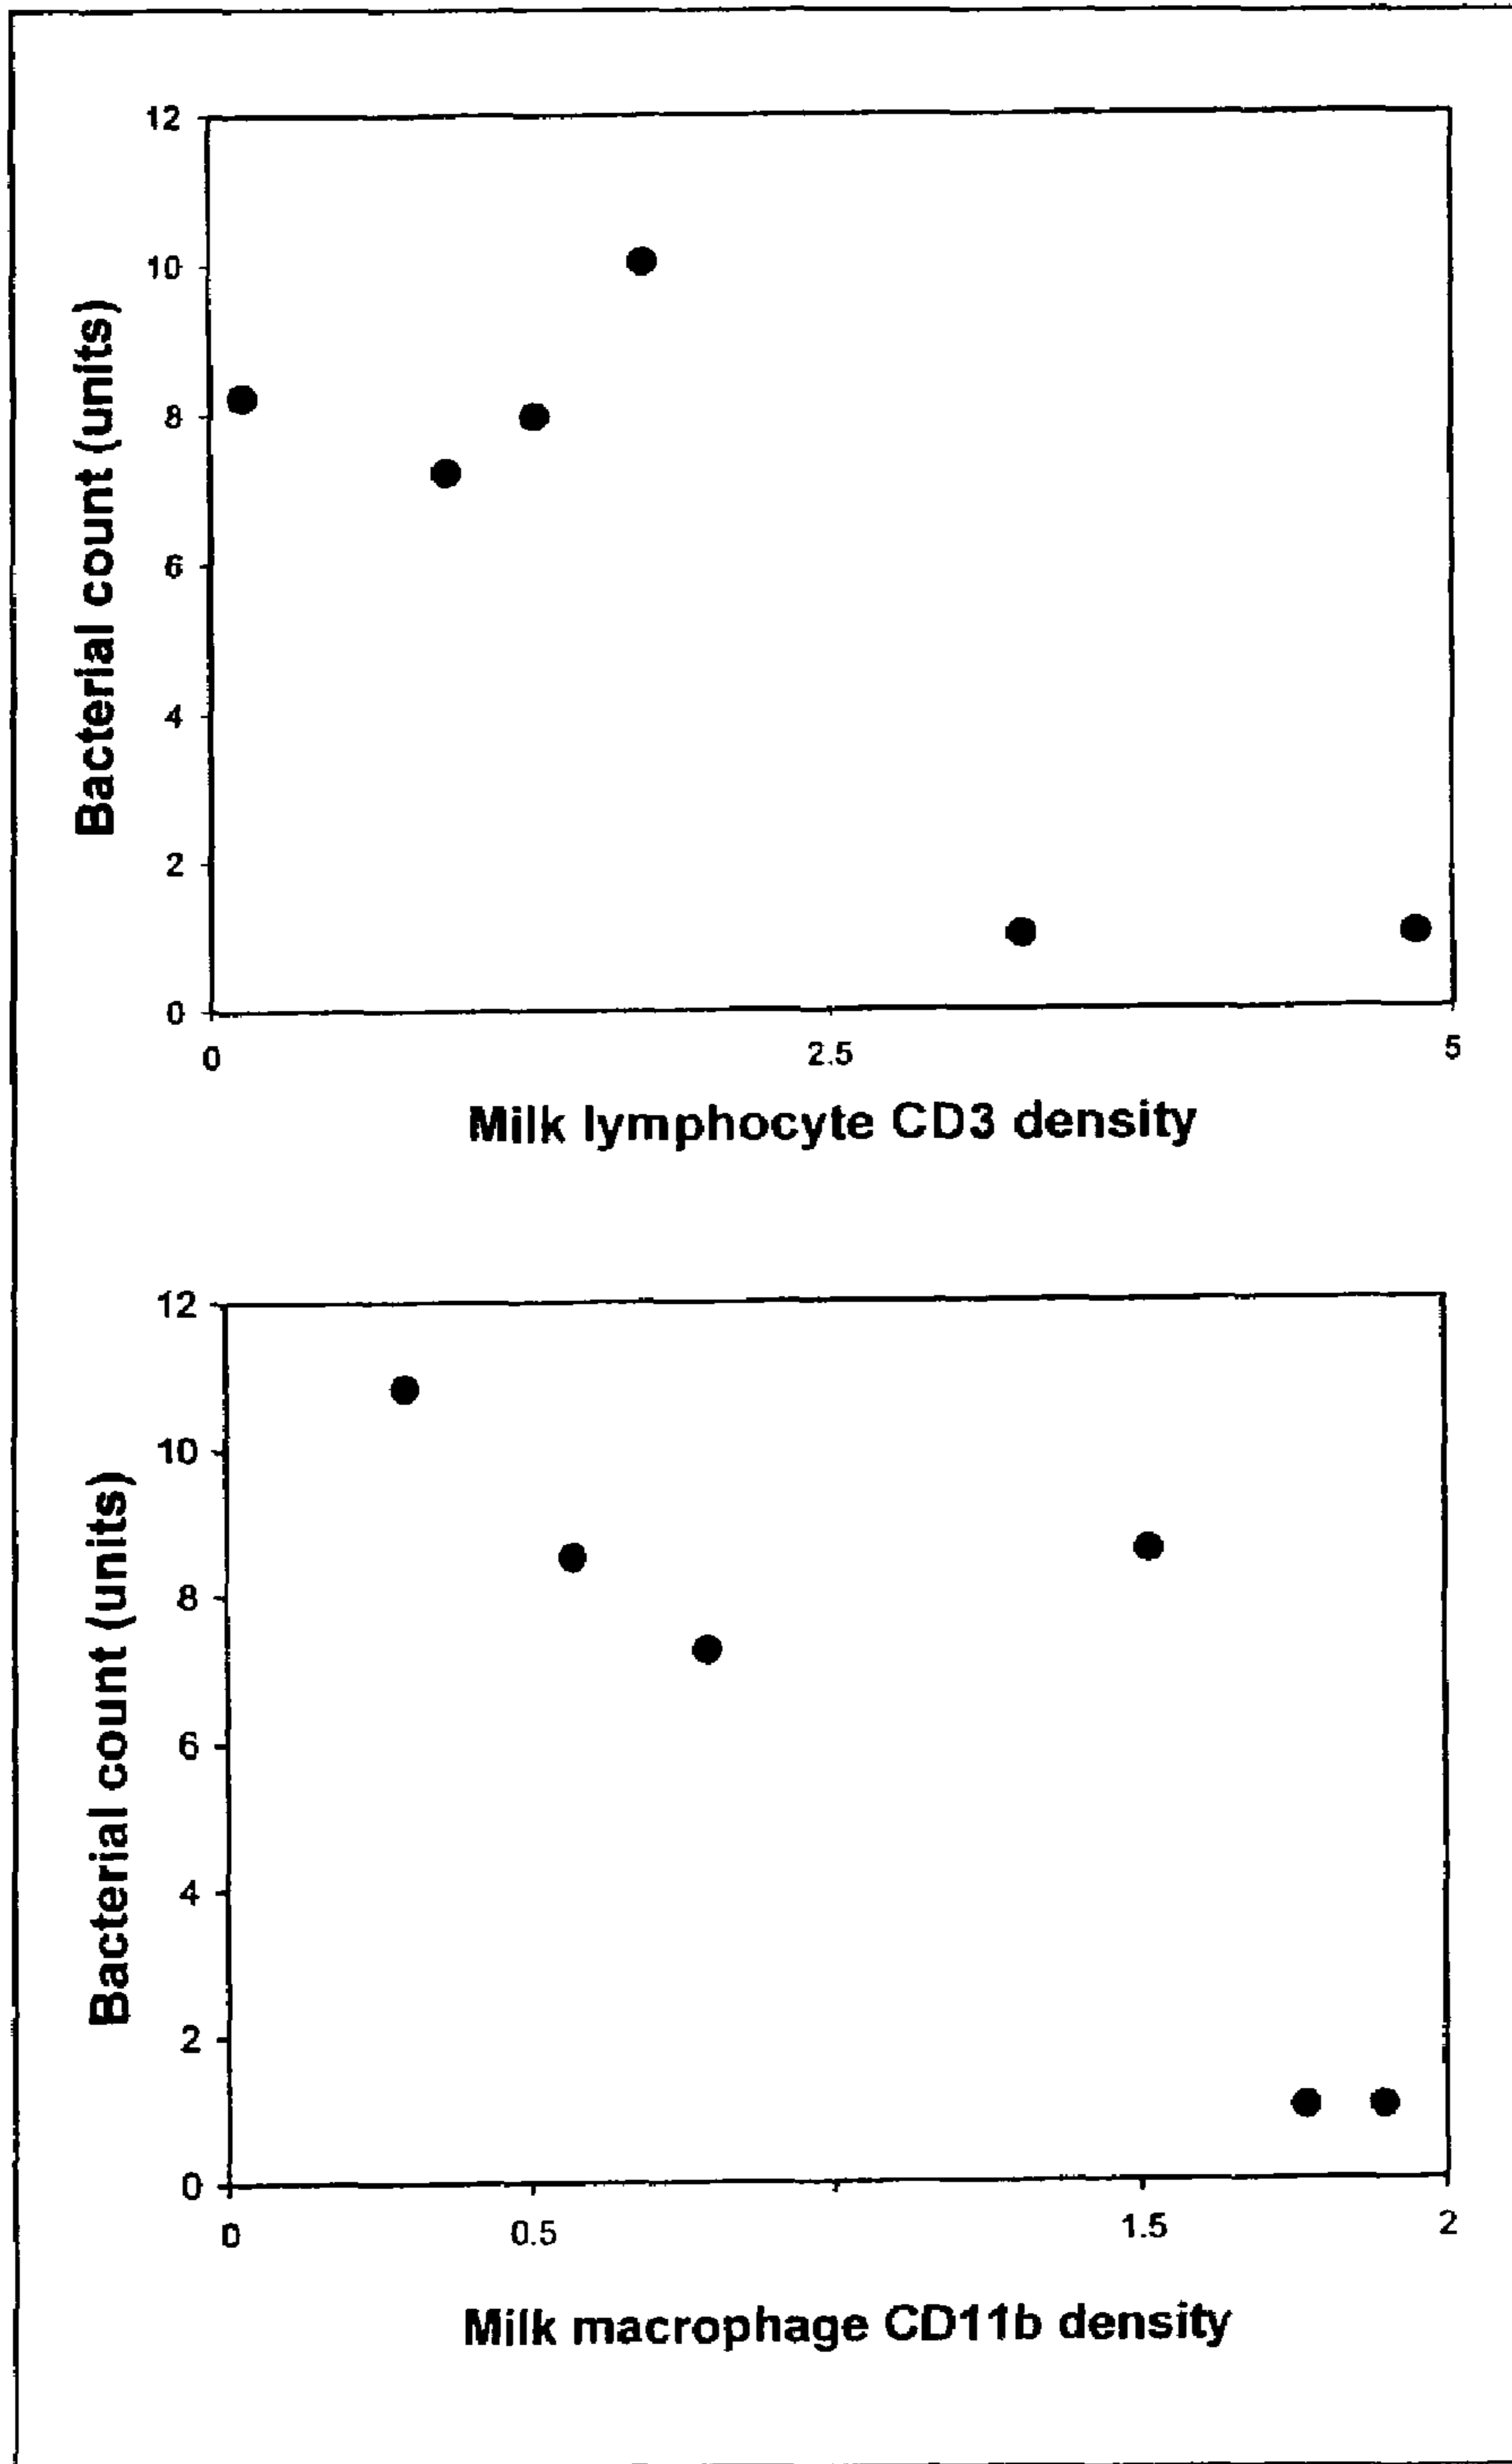 12
10
8
6
4
2
0
Bacterial count (units)
0 2.5 5
Milk lymphocyte CD3 density
12
10
8
6
4
2
0
Bacterial count (units)
0 0.5 1.5 2
Milk macrophage CD11b density